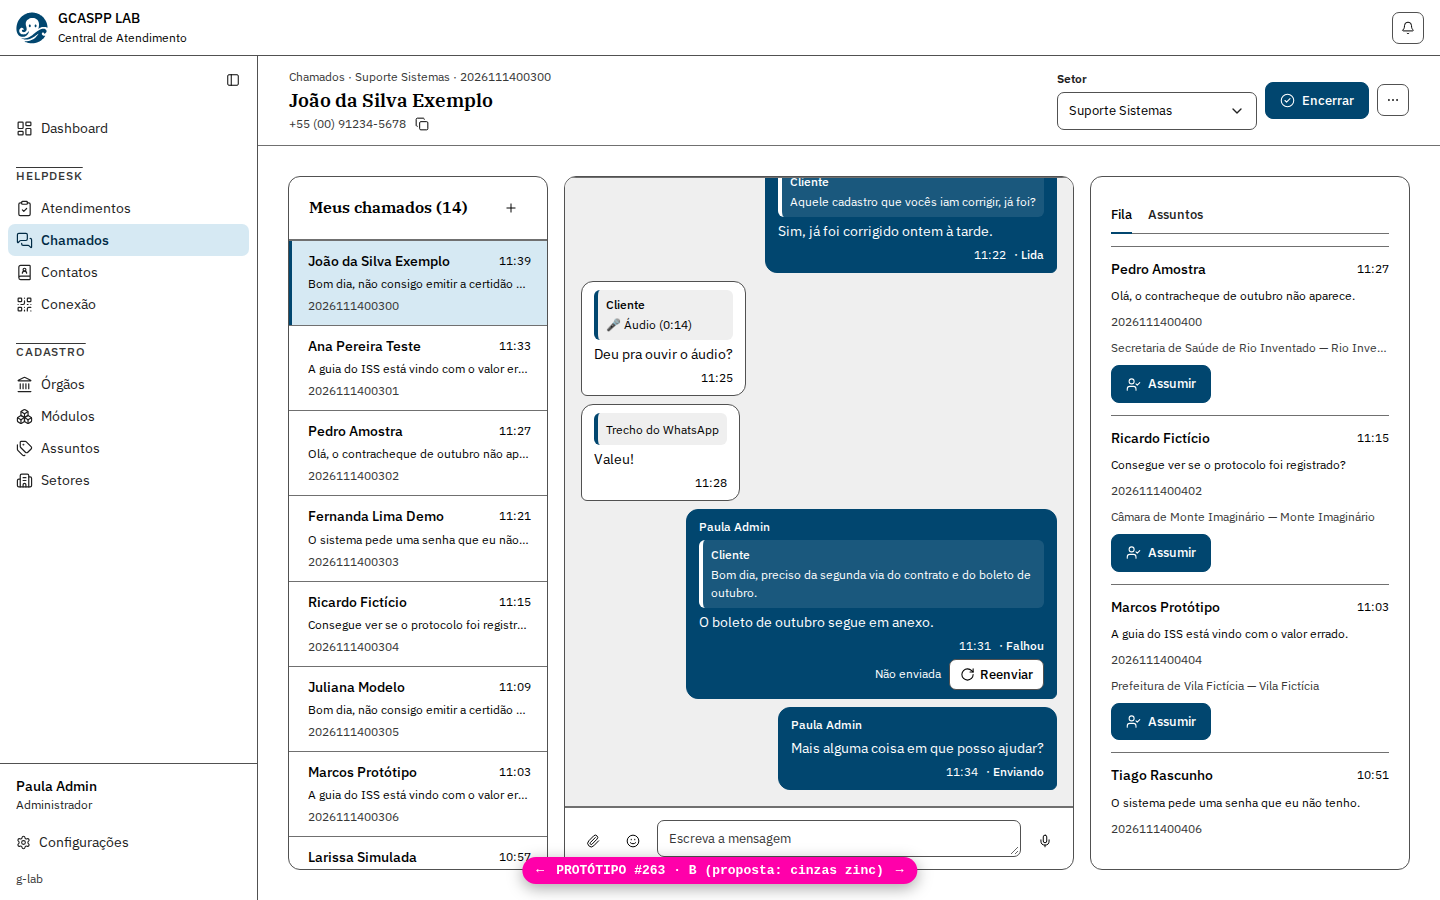 GCASPP LAB
Central de Atendimento
Dashboard
HELPDESK
Atendimentos
Chamados
Contatos
Conexão
CADASTRO
Órgãos
Módulos
Assuntos
Setores
Paula Admin
Administrador
Configurações
g-lab
Chamados · Suporte Sistemas · 2026111400300
João da Silva Exemplo
+55 (00) 91234-5678
Setor
Suporte Sistemas
Encerrar
Meus chamados (14)
João da Silva Exemplo 11:39
Bom dia, não consigo emitir a certidão ...
2026111400300
Ana Pereira Teste 11:33
A guia do ISS está vindo com o valor er...
2026111400301
Pedro Amostra 11:27
Olá, o contracheque de outubro não ap...
2026111400302
Fernanda Lima Demo 11:21
O sistema pede uma senha que eu não...
2026111400303
Ricardo Fictício 11:15
Consegue ver se o protocolo foi registr...
2026111400304
Juliana Modelo 11:09
Bom dia, não consigo emitir a certidão ...
2026111400305
Marcos Protótipo 11:03
A guia do ISS está vindo com o valor er...
2026111400306
Larissa Simulada 10:57
Cliente
Aquele cadastro que vocês iam corrigir, já foi?
Sim, já foi corrigido ontem à tarde.
11:22 · Lida
Cliente
🎤 Áudio (0:14)
Deu pra ouvir o áudio?
11:25
Trecho do WhatsApp
Valeu!
11:28
Paula Admin
Cliente
Bom dia, preciso da segunda via do contrato e do boleto de
outubro.
O boleto de outubro segue em anexo.
11:31 · Falhou
Não enviada Reenviar
Paula Admin
Mais alguma coisa em que posso ajudar?
11:34 · Enviando
Escreva a mensagem
Fila Assuntos
Pedro Amostra 11:27
Olá, o contracheque de outubro não aparece.
2026111400400
Secretaria de Saúde de Rio Inventado — Rio Inve...
Assumir
Ricardo Fictício 11:15
Consegue ver se o protocolo foi registrado?
2026111400402
Câmara de Monte Imaginário — Monte Imaginário
Assumir
Marcos Protótipo 11:03
A guia do ISS está vindo com o valor errado.
2026111400404
Prefeitura de Vila Fictícia — Vila Fictícia
Assumir
Tiago Rascunho 10:51
O sistema pede uma senha que eu não tenho.
2026111400406
← PROTÓTIPO #263 · B (proposta: cinzas zinc) →